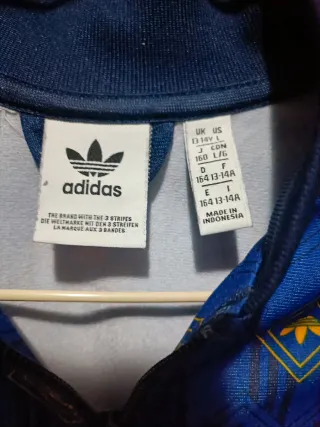 adidas
THE BRAND WITH THE 3 STRIPES
DIE WELTMARKE MIT DEN 3 STREIFEN
LA MARQUE AUX 3 BANDES
UK US
13-14Y L
J CDN
160 L/G
D F
164 13-14A
E I
164 13-14A
MADE IN
INDONESIA